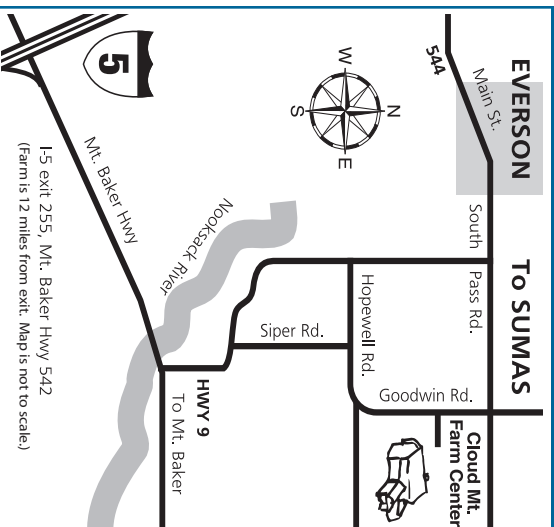 EVERSON
To SUMAS
544
Main St.
South
Pass Rd.
N
W
E
S
5
Mt. Baker Hwy
Nooksack River
Hopewell Rd.
Siper Rd.
Goodwin Rd.
Cloud Mt.
Farm Center
HWY 9
To Mt. Baker
I-5 exit 255, Mt. Baker Hwy 542
(Farm is 12 miles from exit. Map is not to scale.)